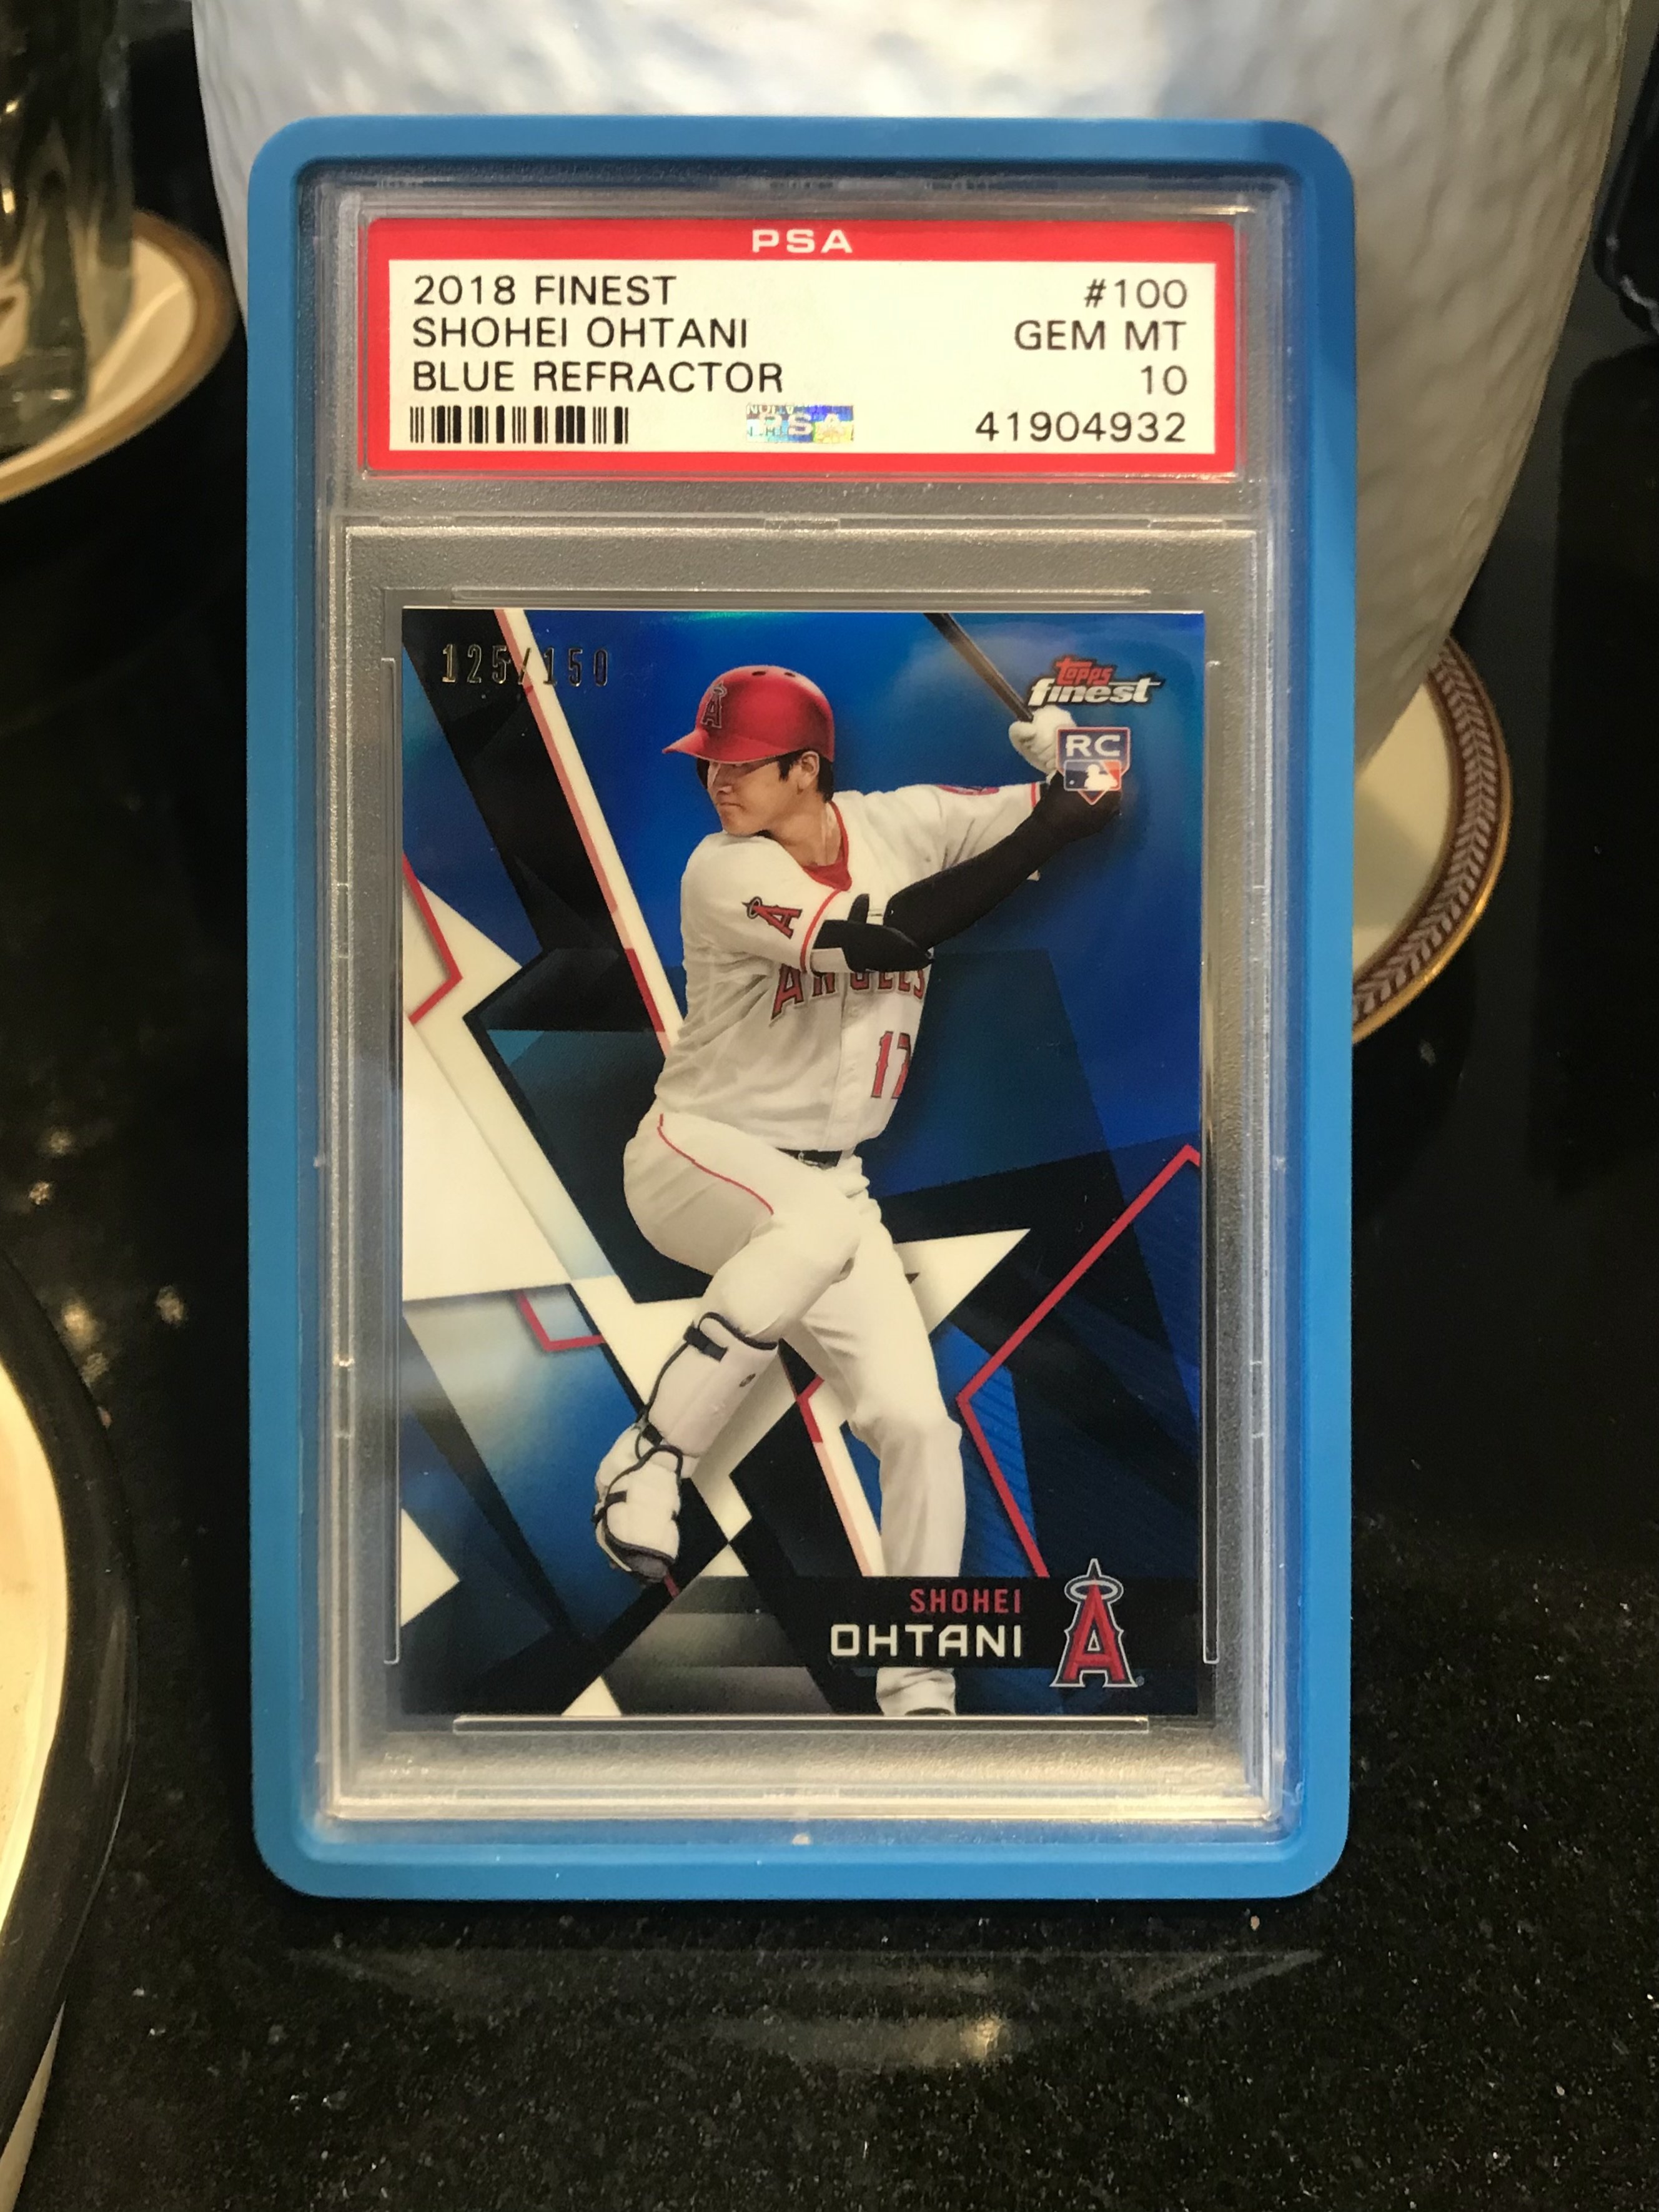 PSA
2018 FINEST #100
SHOHEI OHTANI GEM MT
BLUE REFRACTOR 10
PSA 41904932
125/150
topps
finest
RC
A
A
ANGELS
17
SHOHEI
OHTANI
A